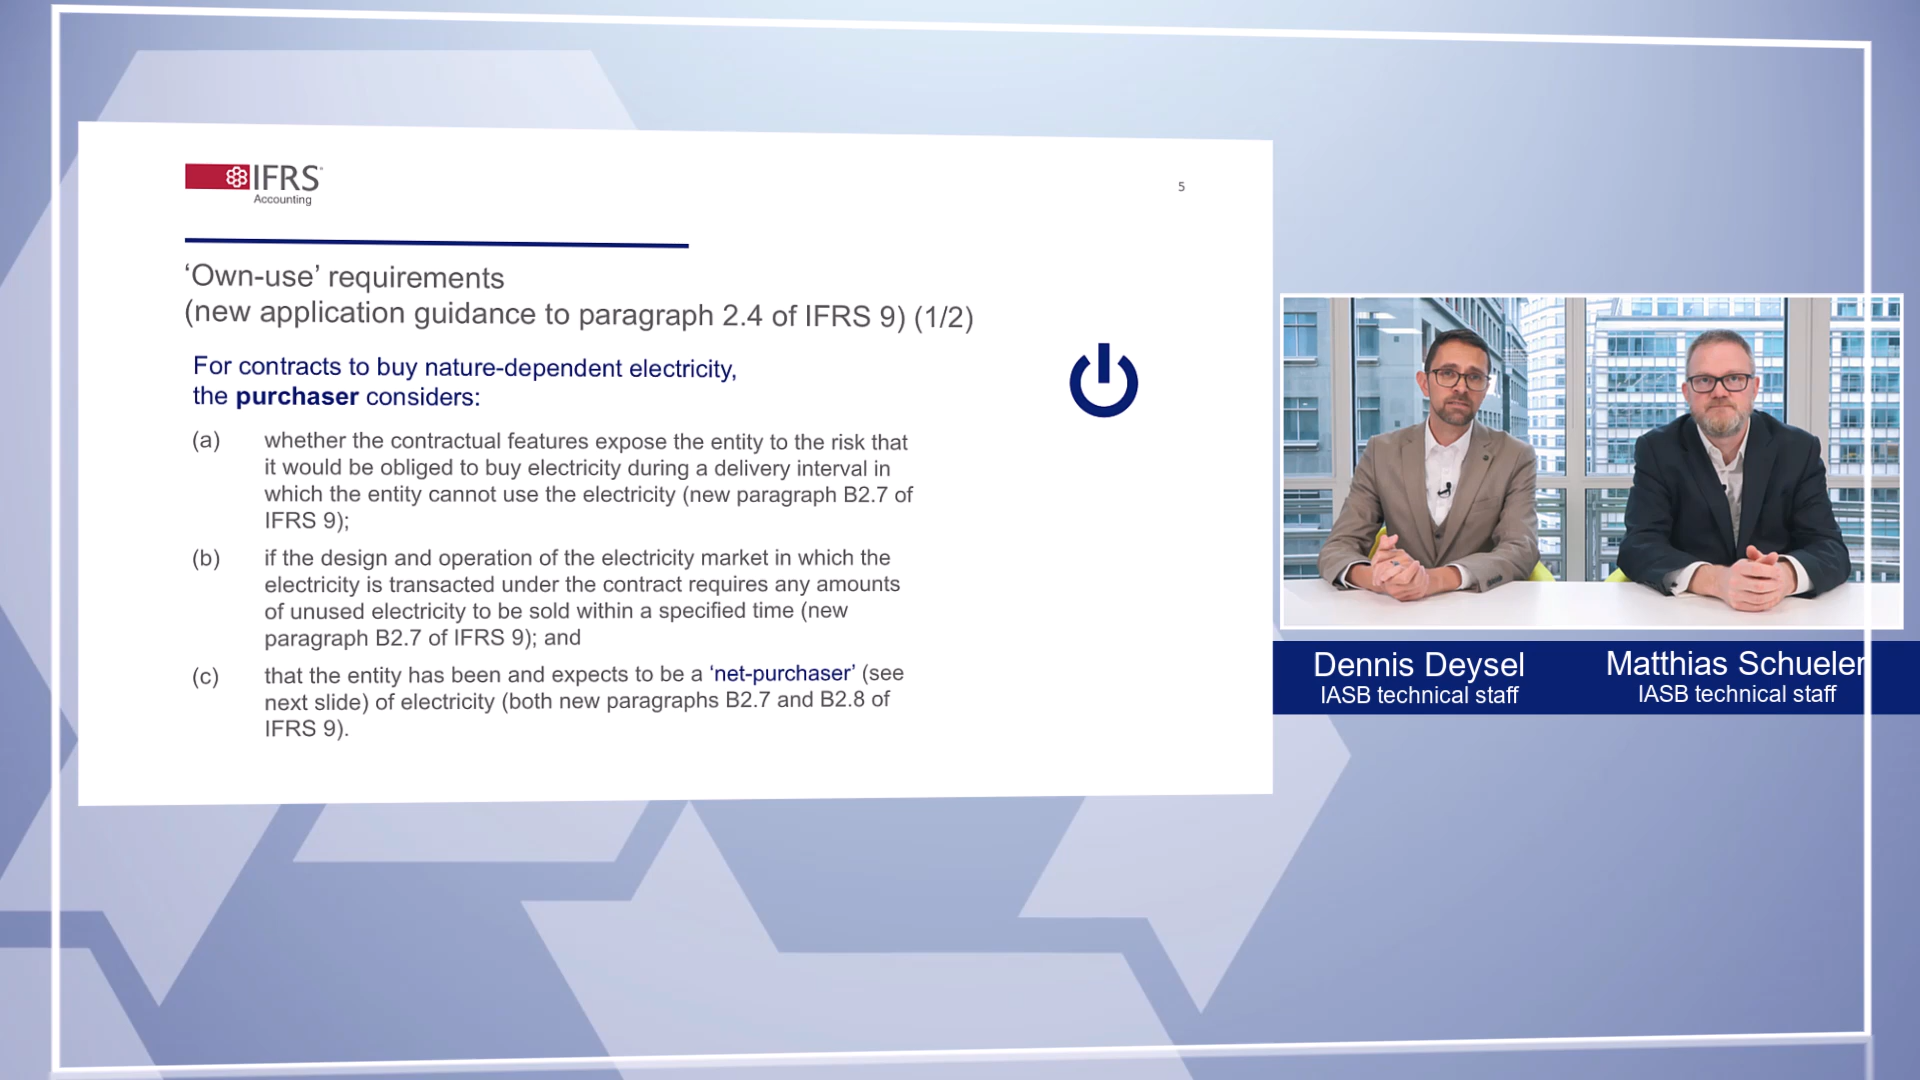 IFRS
Accounting
5
‘Own-use’ requirements
(new application guidance to paragraph 2.4 of IFRS 9) (1/2)
For contracts to buy nature-dependent electricity,
the purchaser considers:
(a) whether the contractual features expose the entity to the risk that
it would be obliged to buy electricity during a delivery interval in
which the entity cannot use the electricity (new paragraph B2.7 of
IFRS 9);
(b) if the design and operation of the electricity market in which the
electricity is transacted under the contract requires any amounts
of unused electricity to be sold within a specified time (new
paragraph B2.7 of IFRS 9); and
(c) that the entity has been and expects to be a ‘net-purchaser’ (see
next slide) of electricity (both new paragraphs B2.7 and B2.8 of
IFRS 9).
Dennis Deysel
IASB technical staff
Matthias Schueler
IASB technical staff